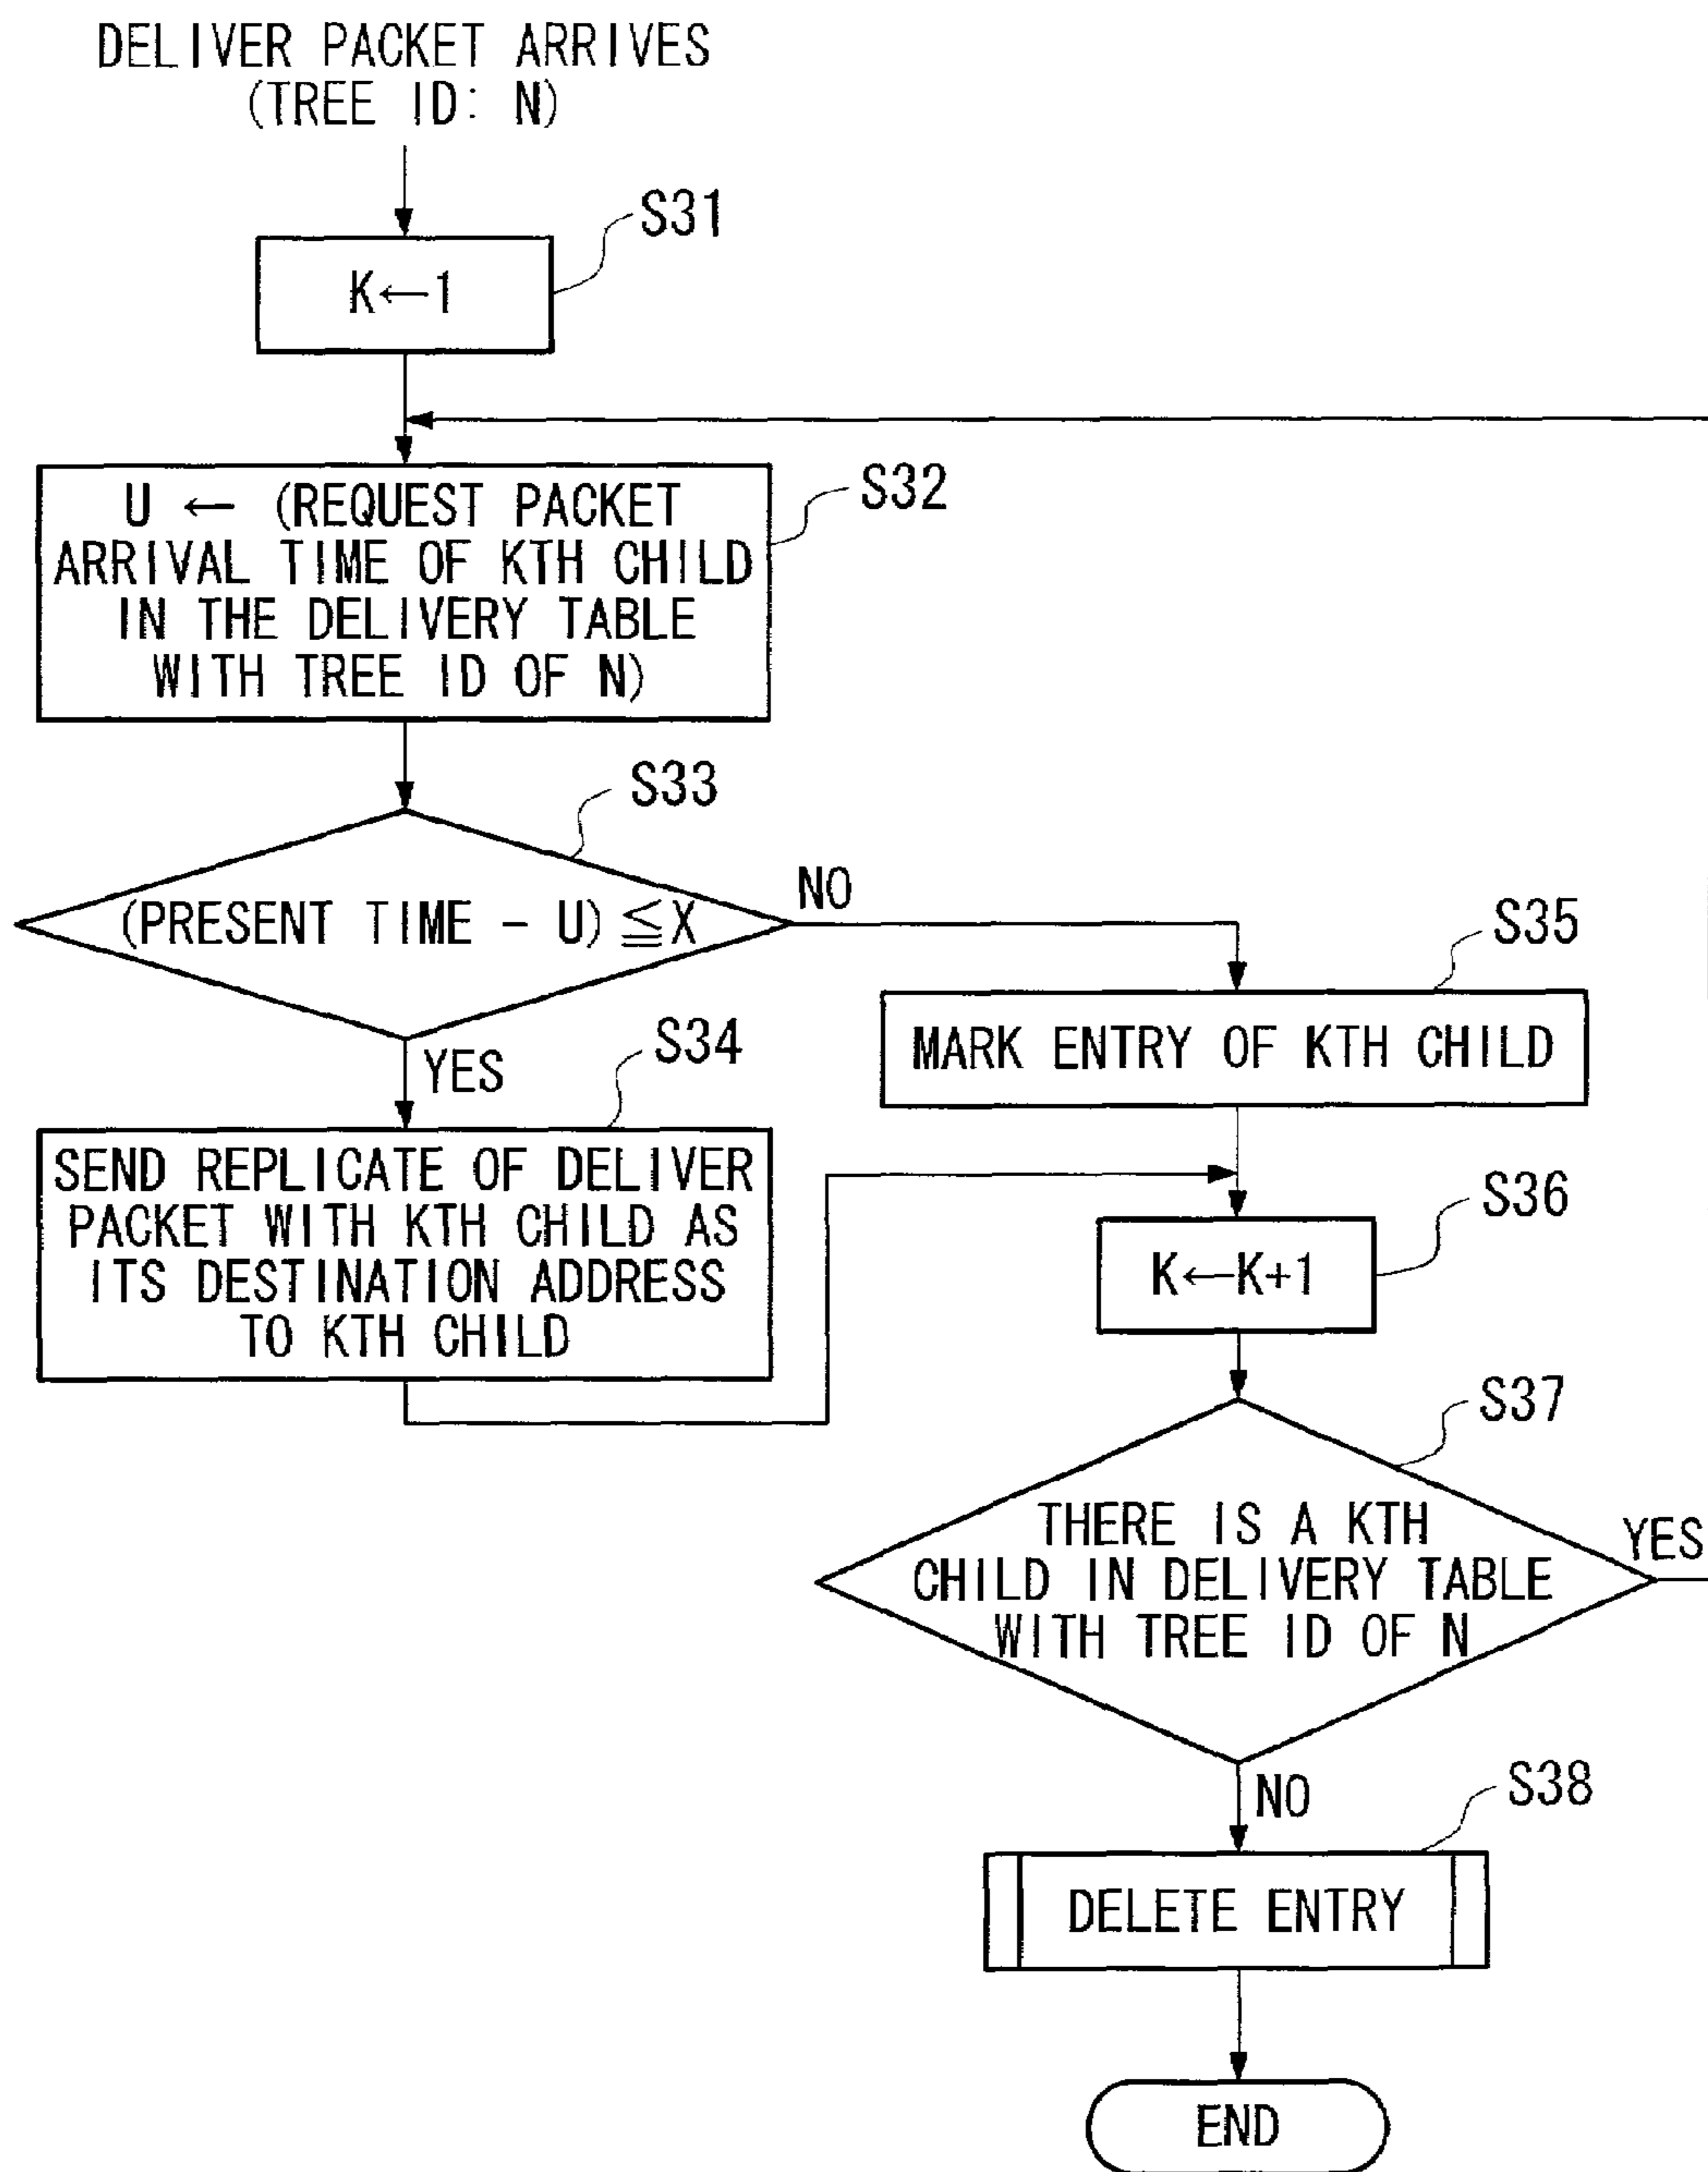 DELIVER PACKET ARRIVES
(TREE ID: N)
S31
K←1
S32
U ← (REQUEST PACKET
ARRIVAL TIME OF KTH CHILD
IN THE DELIVERY TABLE
WITH TREE ID OF N)
S33
(PRESENT TIME - U) ≦X
NO
YES
S35
MARK ENTRY OF KTH CHILD
S34
SEND REPLICATE OF DELIVER
PACKET WITH KTH CHILD AS
ITS DESTINATION ADDRESS
TO KTH CHILD
S36
K←K+1
S37
THERE IS A KTH
CHILD IN DELIVERY TABLE
WITH TREE ID OF N
YES
NO
S38
DELETE ENTRY
END